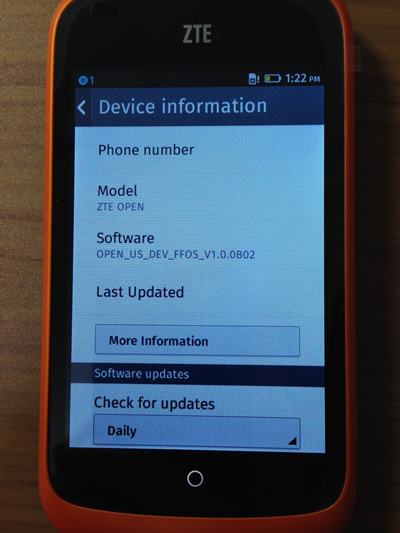 ZTE
1 1:22 PM
Device information
Phone number
Model
ZTE OPEN
Software
OPEN_US_DEV_FFOS_V1.0.0B02
Last Updated
More Information
Software updates
Check for updates
Daily